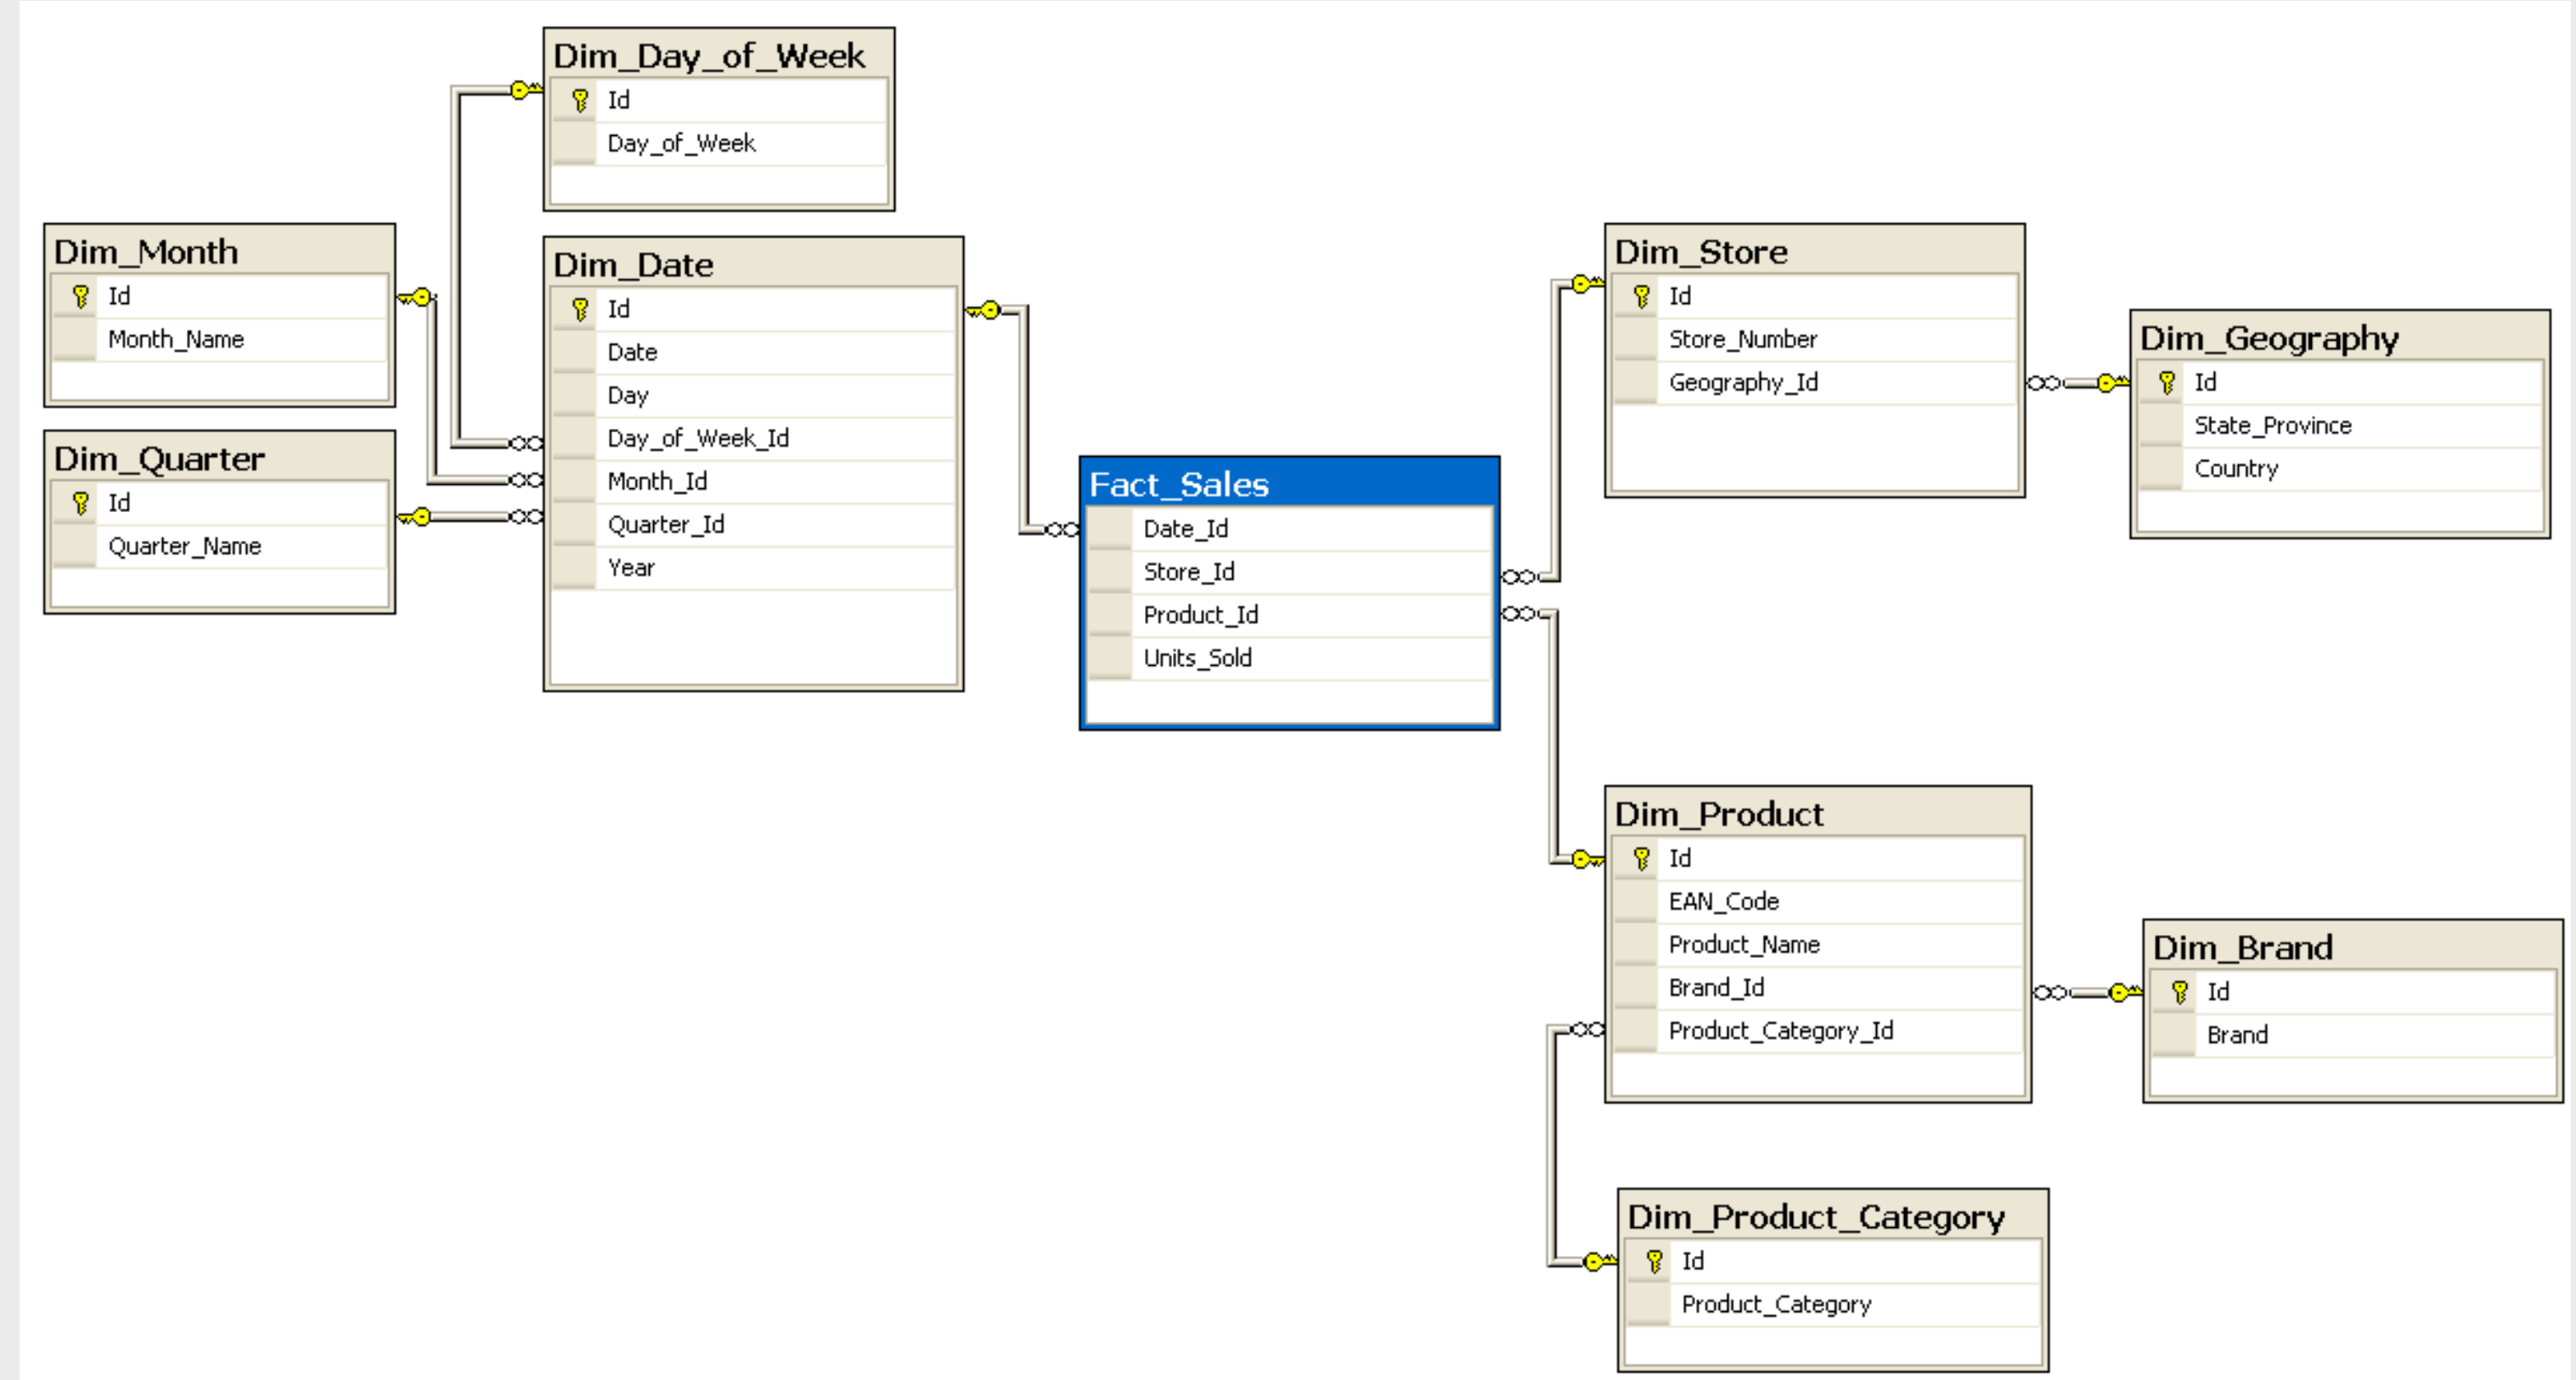 Dim_Day_of_Week
Id
Day_of_Week
Dim_Month
Id
Month_Name
Dim_Quarter
Id
Quarter_Name
Dim_Date
Id
Date
Day
Day_of_Week_Id
Month_Id
Quarter_Id
Year
Fact_Sales
Date_Id
Store_Id
Product_Id
Units_Sold
Dim_Store
Id
Store_Number
Geography_Id
Dim_Geography
Id
State_Province
Country
Dim_Product
Id
EAN_Code
Product_Name
Brand_Id
Product_Category_Id
Dim_Brand
Id
Brand
Dim_Product_Category
Id
Product_Category